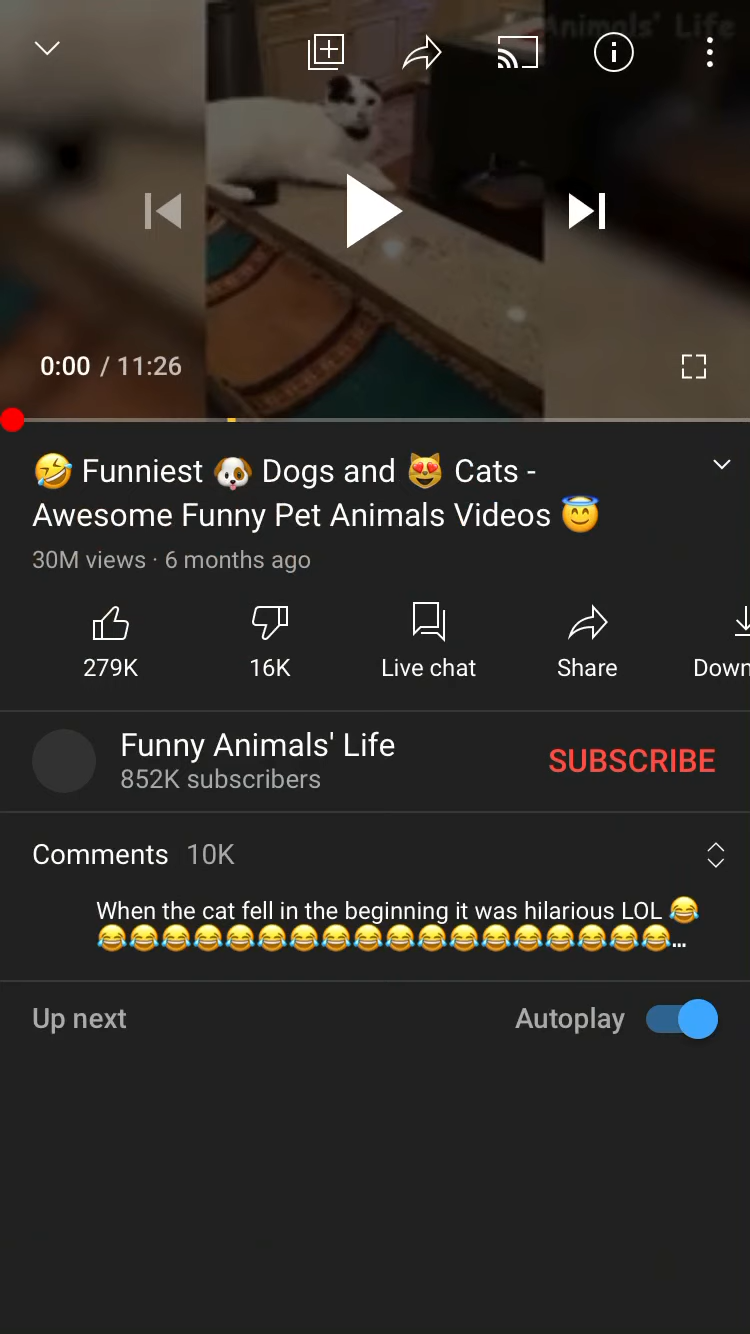 Animals' Life
0:00 / 11:26
🤣 Funniest 🐶 Dogs and 😻 Cats -
Awesome Funny Pet Animals Videos 😇
30M views · 6 months ago
279K
16K
Live chat
Share
Down
Funny Animals' Life
852K subscribers
SUBSCRIBE
Comments 10K
When the cat fell in the beginning it was hilarious LOL 😂
😂😂😂😂😂😂😂😂😂😂😂😂😂😂😂😂😂😂...
Up next
Autoplay